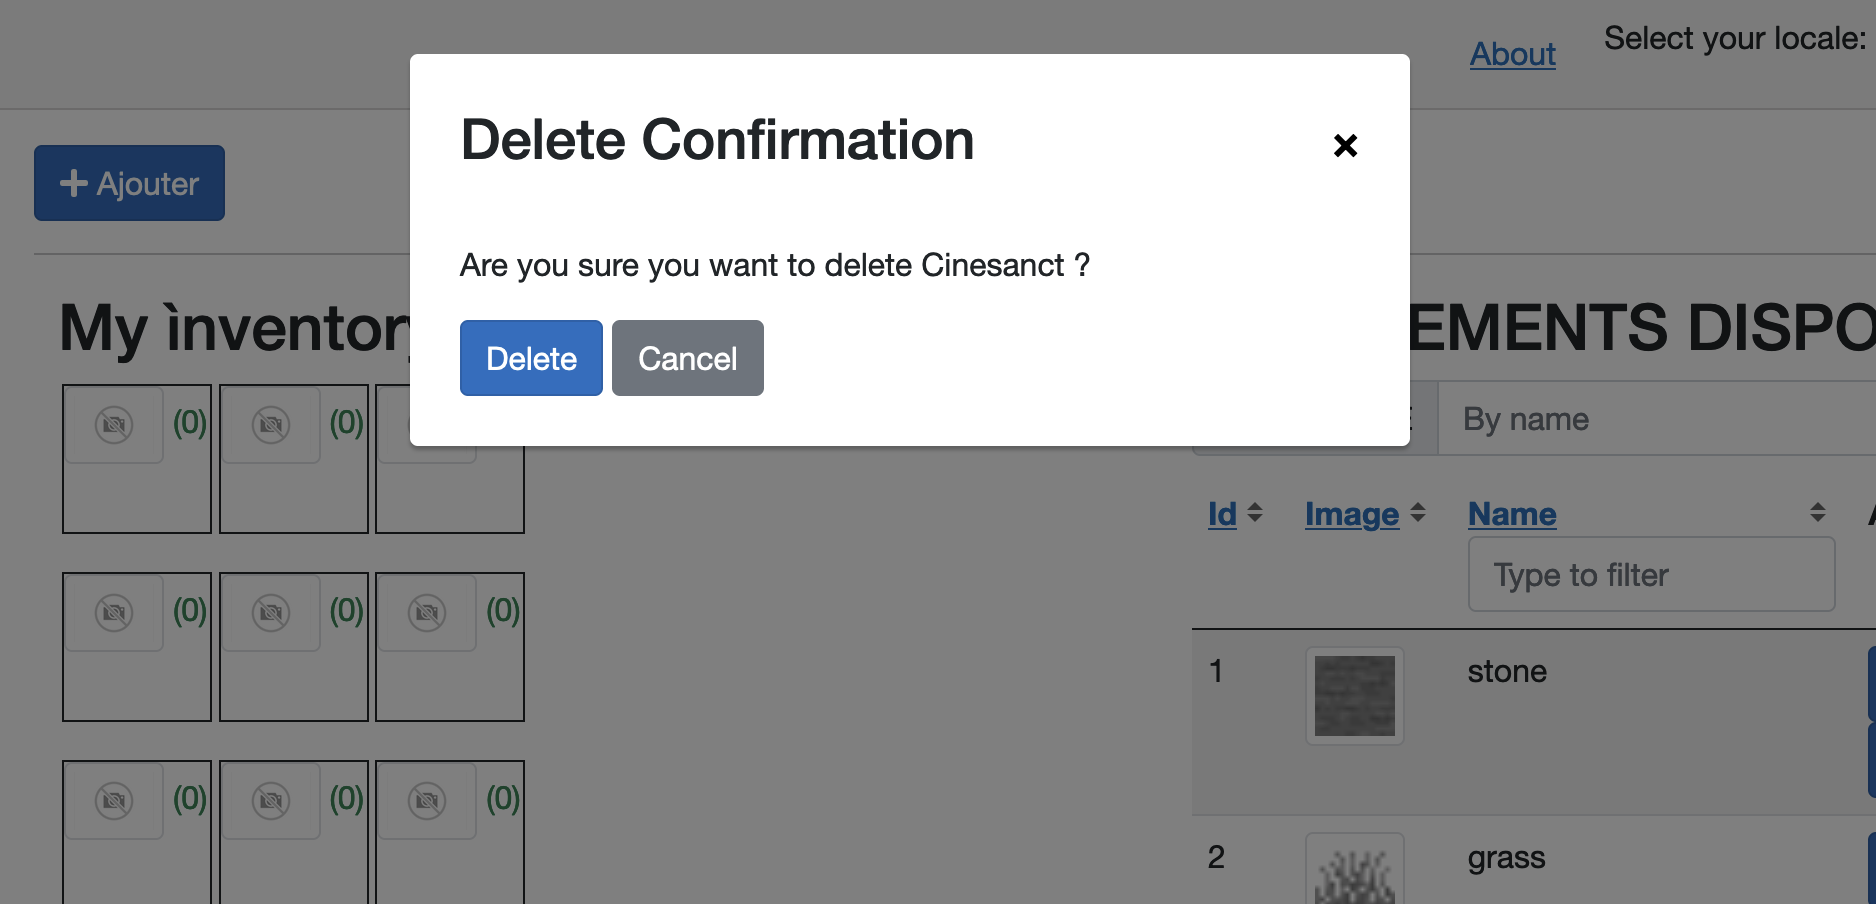 About
Select your locale:
Delete Confirmation
Ajouter
Are you sure you want to delete Cinesanct ?
Delete
Cancel
My ìnventory
EMENTS DISPO
By name
(0) (0)
Id
Image
Name
Type to filter
(0) (0) (0)
1
stone
(0) (0) (0)
2
grass